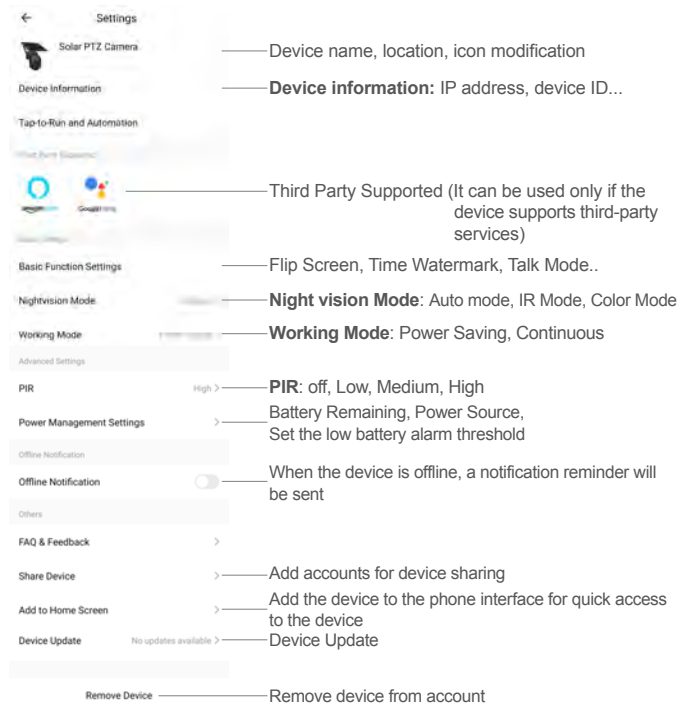 Settings
Solar PTZ Camera
Device name, location, icon modification
Device Information
Device information: IP address, device ID...
Tap-to-Run and Automation
Third Party Supported (It can be used only if the
device supports third-party
services)
Basic Function Settings
Flip Screen, Time Watermark, Talk Mode..
Nightvision Mode
Night vision Mode: Auto mode, IR Mode, Color Mode
Working Mode
Working Mode: Power Saving, Continuous
Advanced Settings
PIR High >
PIR: off, Low, Medium, High
Power Management Settings >
Battery Remaining, Power Source,
Set the low battery alarm threshold
Offline Notification
Offline Notification
When the device is offline, a notification reminder will
be sent
Others
FAQ & Feedback >
Share Device >
Add accounts for device sharing
Add to Home Screen >
Add the device to the phone interface for quick access
to the device
Device Update No updates available >
Device Update
Remove Device
Remove device from account